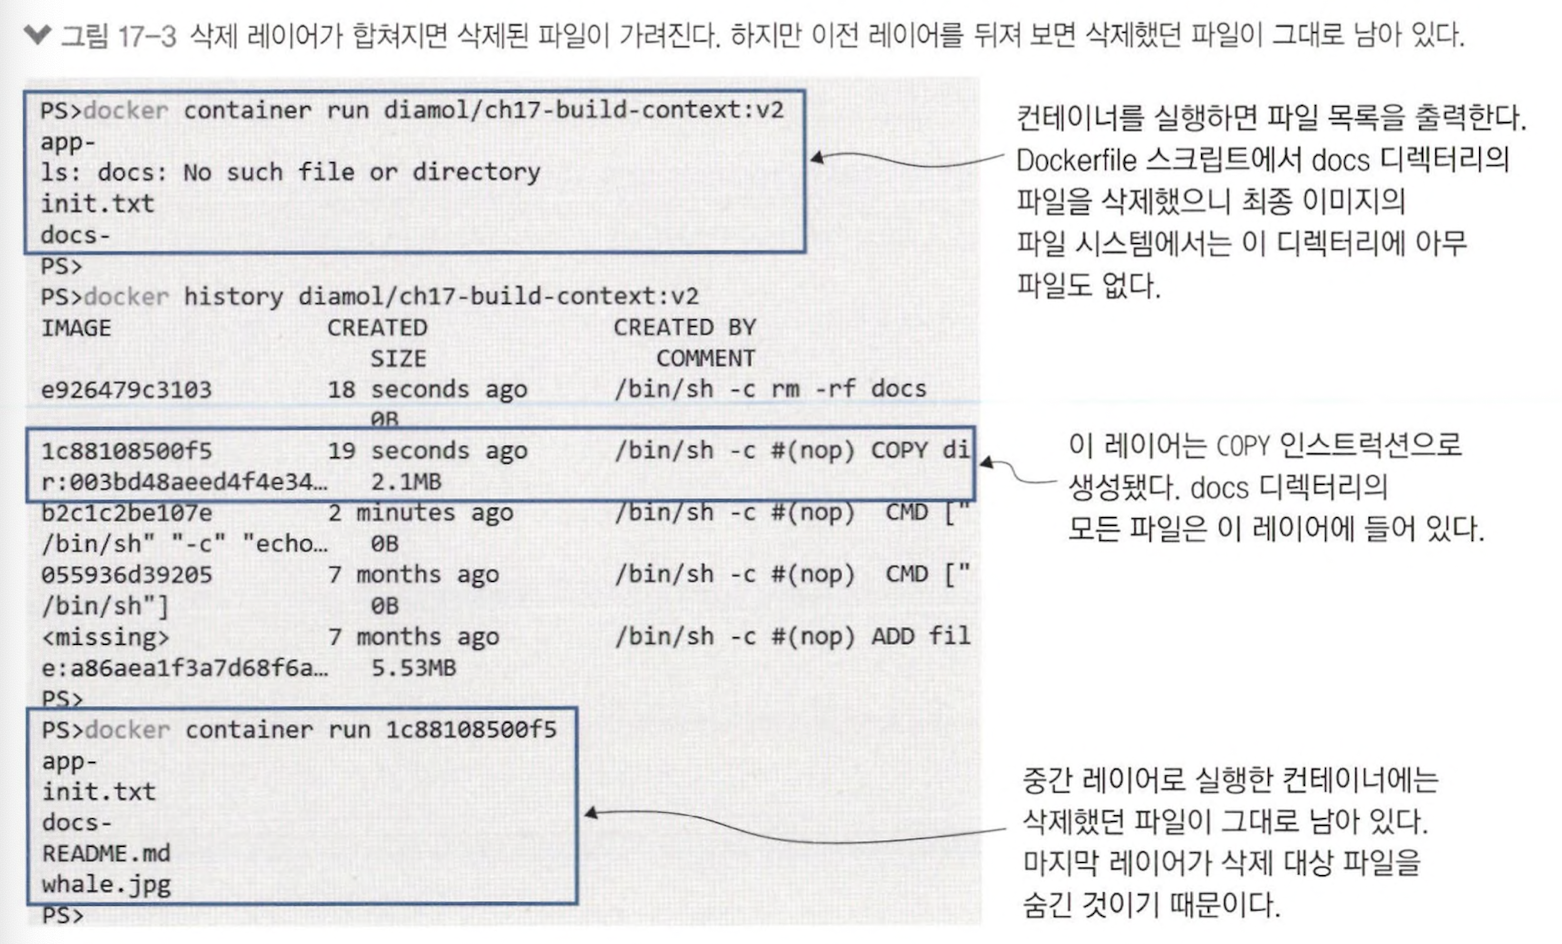 그림 17-3 삭제 레이어가 합쳐지면 삭제된 파일이 가려진다. 하지만 이전 레이어를 뒤져 보면 삭제했던 파일이 그대로 남아 있다.
PS>docker container run diamol/ch17-build-context:v2
app-
ls: docs: No such file or directory
init.txt
docs-
PS>
컨테이너를 실행하면 파일 목록을 출력한다.
Dockerfile 스크립트에서 docs 디렉터리의
파일을 삭제했으니 최종 이미지의
파일 시스템에서는 이 디렉터리에 아무
파일도 없다.
PS>docker history diamol/ch17-build-context:v2
IMAGE CREATED CREATED BY
SIZE COMMENT
e926479c3103 18 seconds ago /bin/sh -c rm -rf docs
0B
1c88108500f5 19 seconds ago /bin/sh -c #(nop) COPY di
r:003bd48aeed4f4e34… 2.1MB
이 레이어는 COPY 인스트럭션으로
생성됐다. docs 디렉터리의
모든 파일은 이 레이어에 들어 있다.
b2c1c2be107e 2 minutes ago /bin/sh -c #(nop) CMD ["
/bin/sh" "-c" "echo… 0B
055936d39205 7 months ago /bin/sh -c #(nop) CMD ["
/bin/sh"] 0B
<missing> 7 months ago /bin/sh -c #(nop) ADD fil
e:a86aea1f3a7d68f6a… 5.53MB
PS>
PS>docker container run 1c88108500f5
app-
init.txt
docs-
README.md
whale.jpg
PS>
중간 레이어로 실행한 컨테이너에는
삭제했던 파일이 그대로 남아 있다.
마지막 레이어가 삭제 대상 파일을
숨긴 것이기 때문이다.